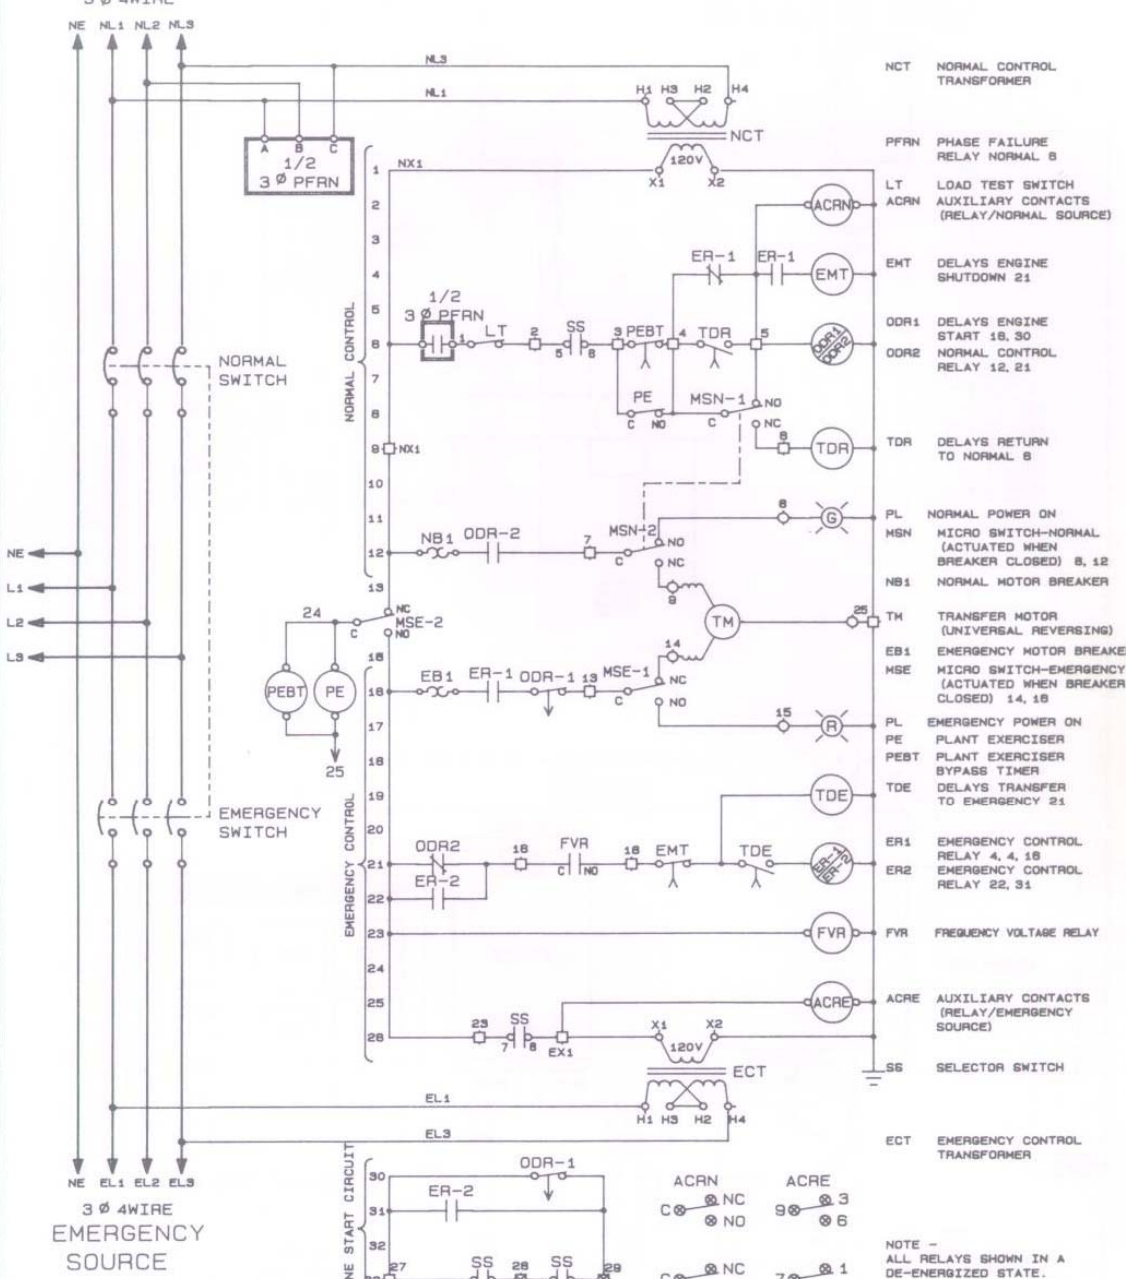 3 Ø 4WIRE
NE NL1 NL2 NL3
NL3
NL1
H1 H3 H2 H4
NCT
120V
X1 X2
A B C
1/2
3 Ø PFRN
NORMAL CONTROL
1 NX1
2
ACRN
3
4
ER-1 ER-1
EMT
5
1/2
3 Ø PFRN
6
1 LT 2 SS 3 PEBT 4 TDR 5
5 6
ODR1
ODR2
7
8
PE MSN-1 NO
C NO C NC
9 NX1
8
TDR
10
11
6
G
12
NB1 ODR-2 7 MSN-2 NO
C NC
13
9
TM
25
24
NC
C MSE-2
NO
15
14
PEBT PE
25
NORMAL
SWITCH
EMERGENCY
SWITCH
NE
L1
L2
L3
EMERGENCY CONTROL
16
EB1 ER-1 ODR-1 13 MSE-1 NC
C NO
17
15
R
18
19
TDE
20
21
ODR2 18 FVR 16 EMT TDE
C NO
ER-1
ER-2
22
ER-2
23
FVR
24
25
ACRE
26
23 SS
7 8 EX1
X1 X2
120V
ECT
EL1
H1 H3 H2 H4
EL3
NE EL1 EL2 EL3
3 Ø 4WIRE
EMERGENCY
SOURCE
NE START CIRCUIT
30
ODR-1
31
ER-2
32
27 SS 28 SS 29
ACRN ACRE
C NC 9 3
NO 6
NC 1
NCT NORMAL CONTROL
TRANSFORMER
PFRN PHASE FAILURE
RELAY NORMAL 6
LT LOAD TEST SWITCH
ACRN AUXILIARY CONTACTS
(RELAY/NORMAL SOURCE)
EMT DELAYS ENGINE
SHUTDOWN 21
ODR1 DELAYS ENGINE
START 16, 30
ODR2 NORMAL CONTROL
RELAY 12, 21
TDR DELAYS RETURN
TO NORMAL 6
PL NORMAL POWER ON
MSN MICRO SWITCH-NORMAL
(ACTUATED WHEN
BREAKER CLOSED) 8, 12
NB1 NORMAL MOTOR BREAKER
TM TRANSFER MOTOR
(UNIVERSAL REVERSING)
EB1 EMERGENCY MOTOR BREAKE
MSE MICRO SWITCH-EMERGENCY
(ACTUATED WHEN BREAKER
CLOSED) 14, 16
PL EMERGENCY POWER ON
PE PLANT EXERCISER
PEBT PLANT EXERCISER
BYPASS TIMER
TDE DELAYS TRANSFER
TO EMERGENCY 21
ER1 EMERGENCY CONTROL
RELAY 4, 4, 16
ER2 EMERGENCY CONTROL
RELAY 22, 31
FVR FREQUENCY VOLTAGE RELAY
ACRE AUXILIARY CONTACTS
(RELAY/EMERGENCY
SOURCE)
SS SELECTOR SWITCH
ECT EMERGENCY CONTROL
TRANSFORMER
NOTE -
ALL RELAYS SHOWN IN A
DE-ENERGIZED STATE.